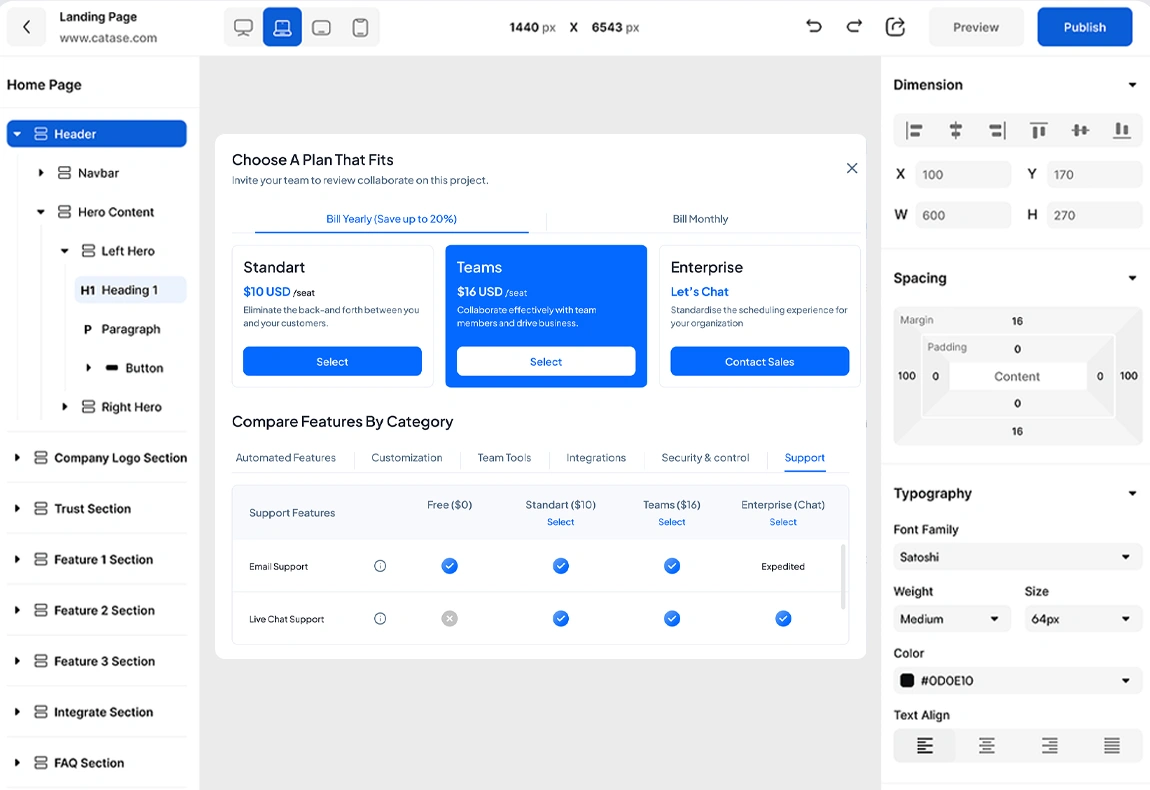 Landing Page
www.catase.com
1440 px X 6543 px
Preview
Publish
Home Page
Header
Navbar
Hero Content
Left Hero
H1 Heading 1
P Paragraph
Button
Right Hero
Company Logo Section
Trust Section
Feature 1 Section
Feature 2 Section
Feature 3 Section
Integrate Section
FAQ Section
Choose A Plan That Fits
Invite your team to review collaborate on this project.
Bill Yearly (Save up to 20%)
Bill Monthly
Standart
$10 USD /seat
Eliminate the back-and forth between you
and your customers.
Select
Teams
$16 USD /seat
Collaborate effectively with team
members and drive business.
Select
Enterprise
Let's Chat
Standardise the scheduling experience for
your organization
Contact Sales
Compare Features By Category
Automated Features Customization Team Tools Integrations Security & control Support
Support Features Free ($0) Standart ($10) Teams ($16) Enterprise (Chat)
Select Select Select
Email Support Expedited
Live Chat Support
Dimension
X 100 Y 170
W 600 H 270
Spacing
Margin 16
Padding 0
100 0 Content 0 100
0
16
Typography
Font Family
Satoshi
Weight Size
Medium 64px
Color
#0D0E10
Text Align